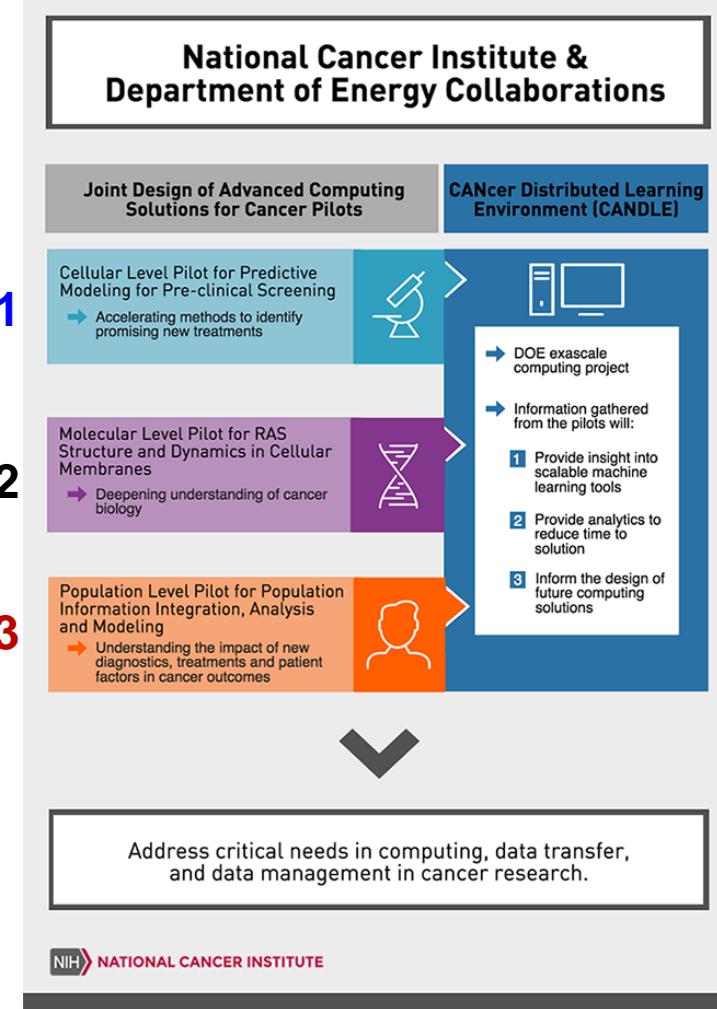 National Cancer Institute &
Department of Energy Collaborations
Joint Design of Advanced Computing
Solutions for Cancer Pilots
CANcer Distributed Learning
Environment (CANDLE)
1
Cellular Level Pilot for Predictive
Modeling for Pre-clinical Screening
Accelerating methods to identify
promising new treatments
2
Molecular Level Pilot for RAS
Structure and Dynamics in Cellular
Membranes
Deepening understanding of cancer
biology
3
Population Level Pilot for Population
Information Integration, Analysis
and Modeling
Understanding the impact of new
diagnostics, treatments and patient
factors in cancer outcomes
DOE exascale
computing project
Information gathered
from the pilots will:
1 Provide insight into
scalable machine
learning tools
2 Provide analytics to
reduce time to
solution
3 Inform the design of
future computing
solutions
Address critical needs in computing, data transfer,
and data management in cancer research.
NIH NATIONAL CANCER INSTITUTE